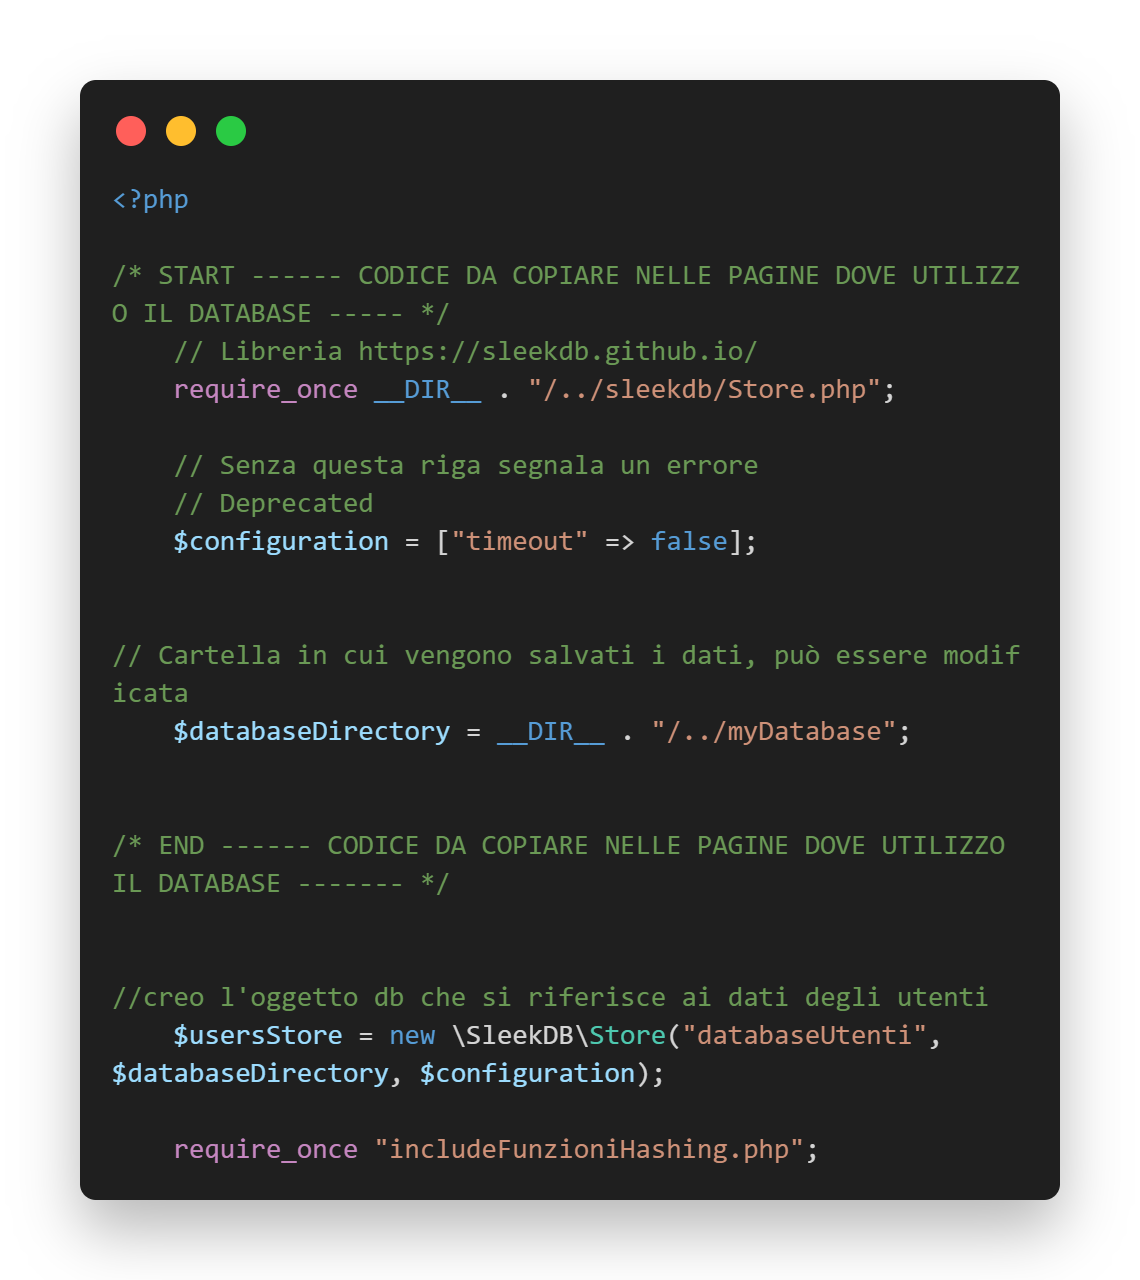 <?php
/* START ------ CODICE DA COPIARE NELLE PAGINE DOVE UTILIZZ
O IL DATABASE ----- */
// Libreria https://sleekdb.github.io/
require_once __DIR__ . "/../sleekdb/Store.php";
// Senza questa riga segnala un errore
// Deprecated
$configuration = ["timeout" => false];
// Cartella in cui vengono salvati i dati, può essere modif
icata
$databaseDirectory = __DIR__ . "/../myDatabase";
/* END ------ CODICE DA COPIARE NELLE PAGINE DOVE UTILIZZO
IL DATABASE ------- */
//creo l'oggetto db che si riferisce ai dati degli utenti
$usersStore = new \SleekDB\Store("databaseUtenti",
$databaseDirectory, $configuration);
require_once "includeFunzioniHashing.php";